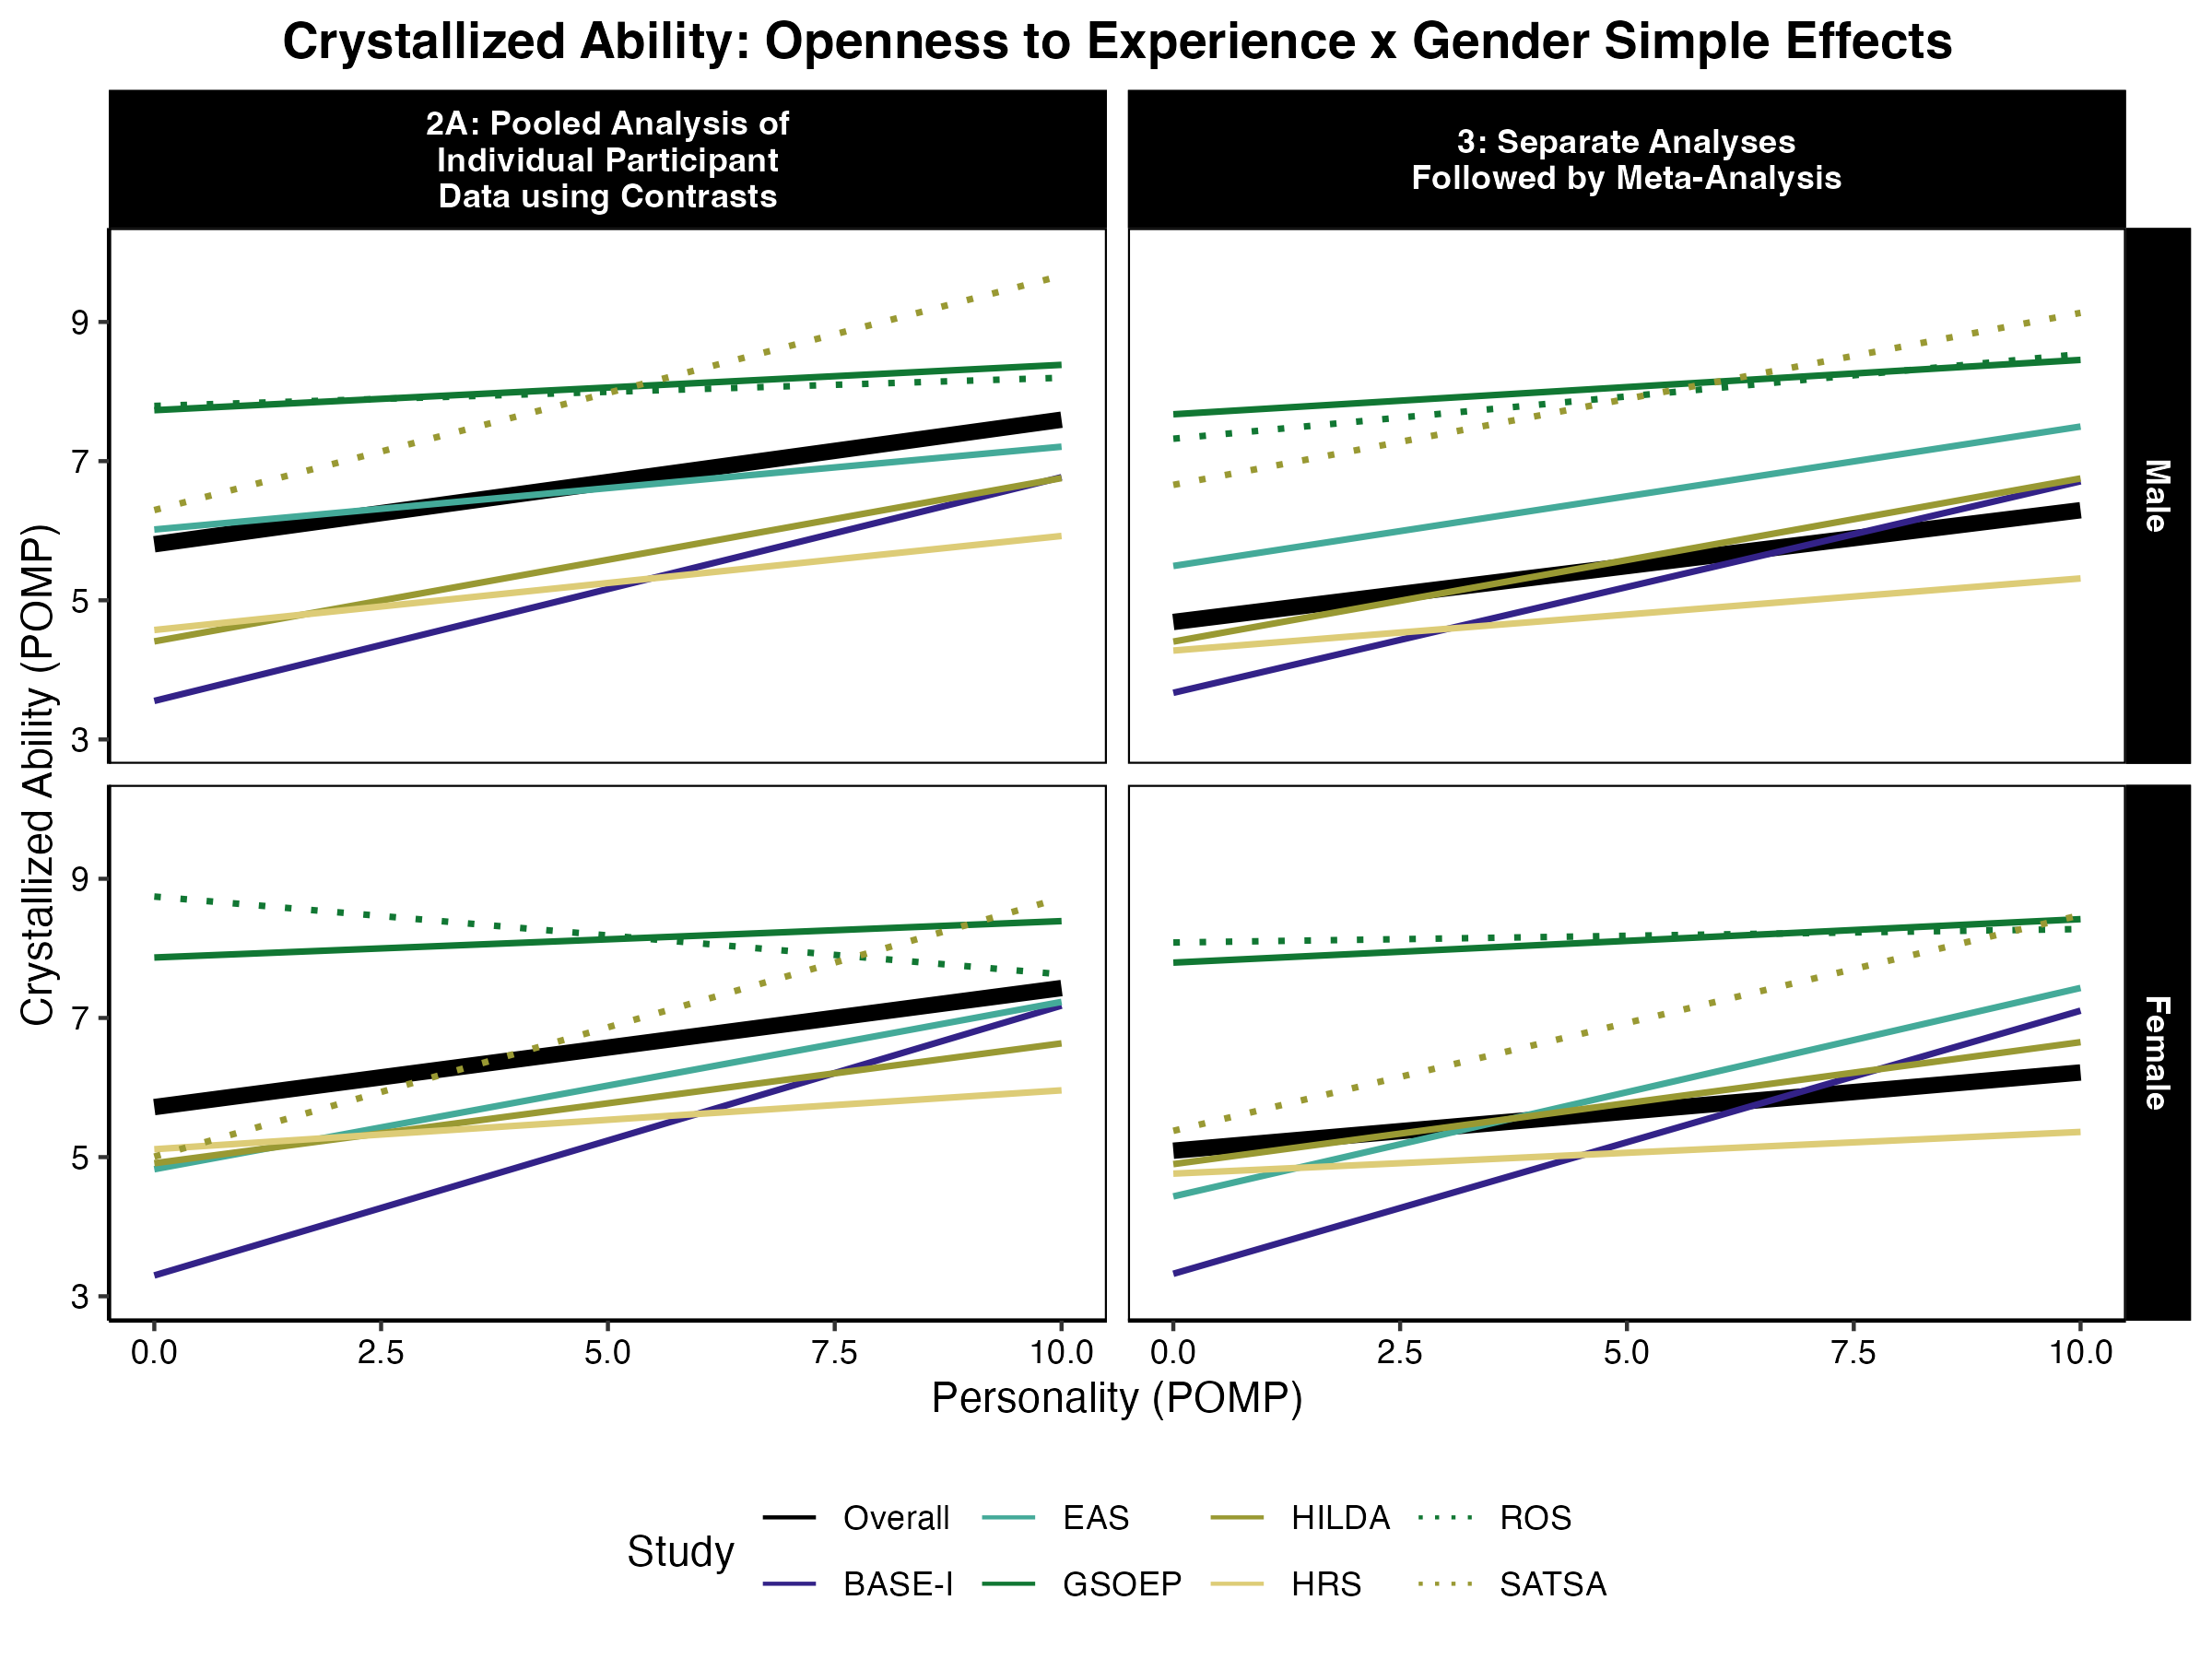 Crystallized Ability: Openness to Experience x Gender Simple Effects
2A: Pooled Analysis of
Individual Participant
Data using Contrasts
3: Separate Analyses
Followed by Meta-Analysis
Crystallized Ability (POMP)
9
7
5
3
Male
9
7
5
3
Female
0.0 2.5 5.0 7.5 10.0 0.0 2.5 5.0 7.5 10.0
Personality (POMP)
Study
Overall EAS HILDA ROS
BASE-I GSOEP HRS SATSA